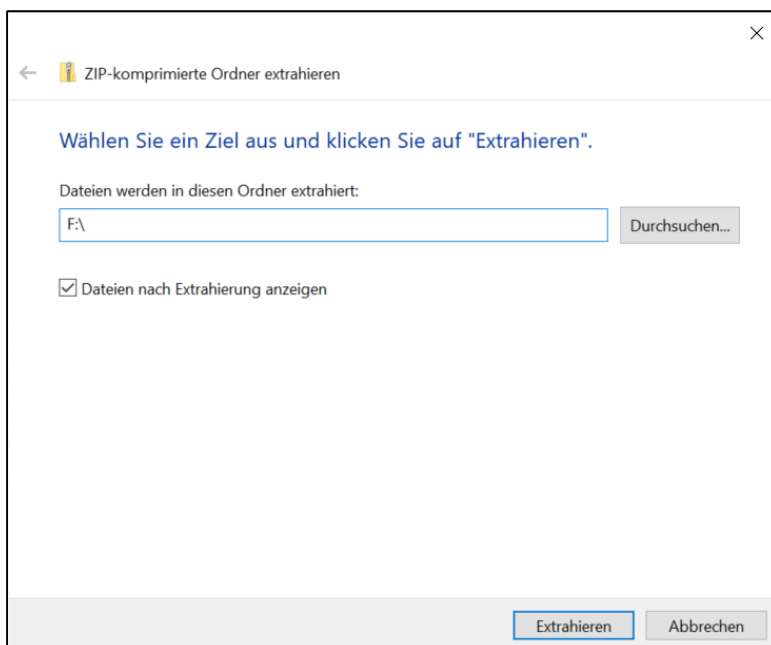 ZIP-komprimierte Ordner extrahieren
Wählen Sie ein Ziel aus und klicken Sie auf "Extrahieren".
Dateien werden in diesen Ordner extrahiert:
F:\
Durchsuchen...
Dateien nach Extrahierung anzeigen
Extrahieren
Abbrechen